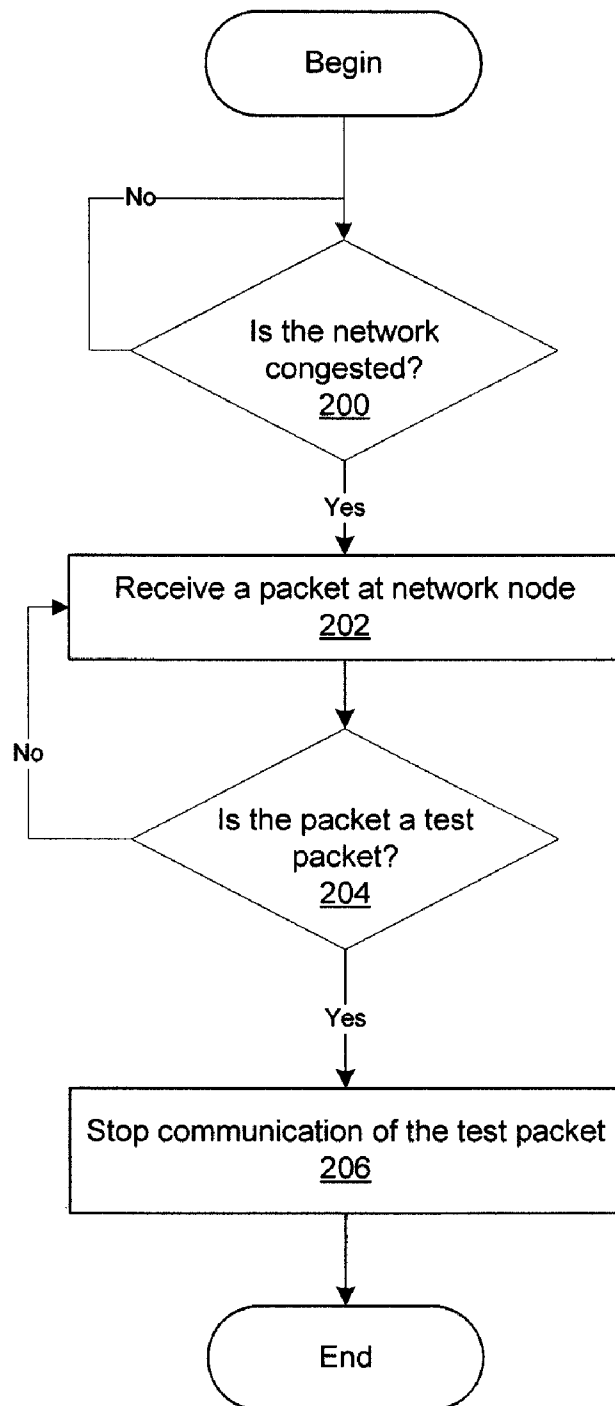 Begin
No
Is the network
congested?
200
Yes
Receive a packet at network node
202
No
Is the packet a test
packet?
204
Yes
Stop communication of the test packet
206
End